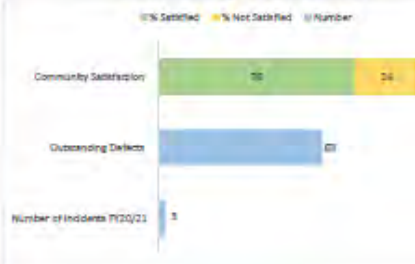 % Satisfied % Not Satisfied Number
Community Satisfaction
Outstanding Defects
Number of Incidents FY20/21 3